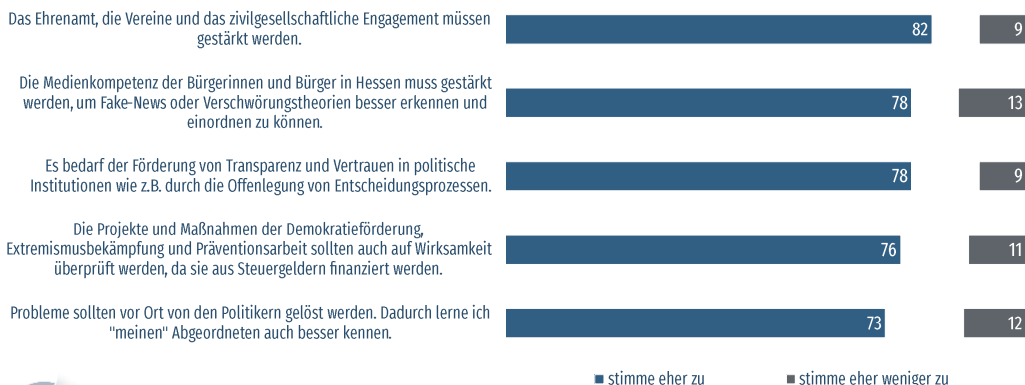 Das Ehrenamt, die Vereine und das zivilgesellschaftliche Engagement müssen
gestärkt werden.
82
9
Die Medienkompetenz der Bürgerinnen und Bürger in Hessen muss gestärkt
werden, um Fake-News oder Verschwörungstheorien besser erkennen und
einordnen zu können.
78
13
Es bedarf der Förderung von Transparenz und Vertrauen in politische
Institutionen wie z.B. durch die Offenlegung von Entscheidungsprozessen.
78
9
Die Projekte und Maßnahmen der Demokratieförderung,
Extremismusbekämpfung und Präventionsarbeit sollten auch auf Wirksamkeit
überprüft werden, da sie aus Steuergeldern finanziert werden.
76
11
Probleme sollten vor Ort von den Politikern gelöst werden. Dadurch lerne ich
"meinen" Abgeordneten auch besser kennen.
73
12
stimme eher zu
stimme eher weniger zu